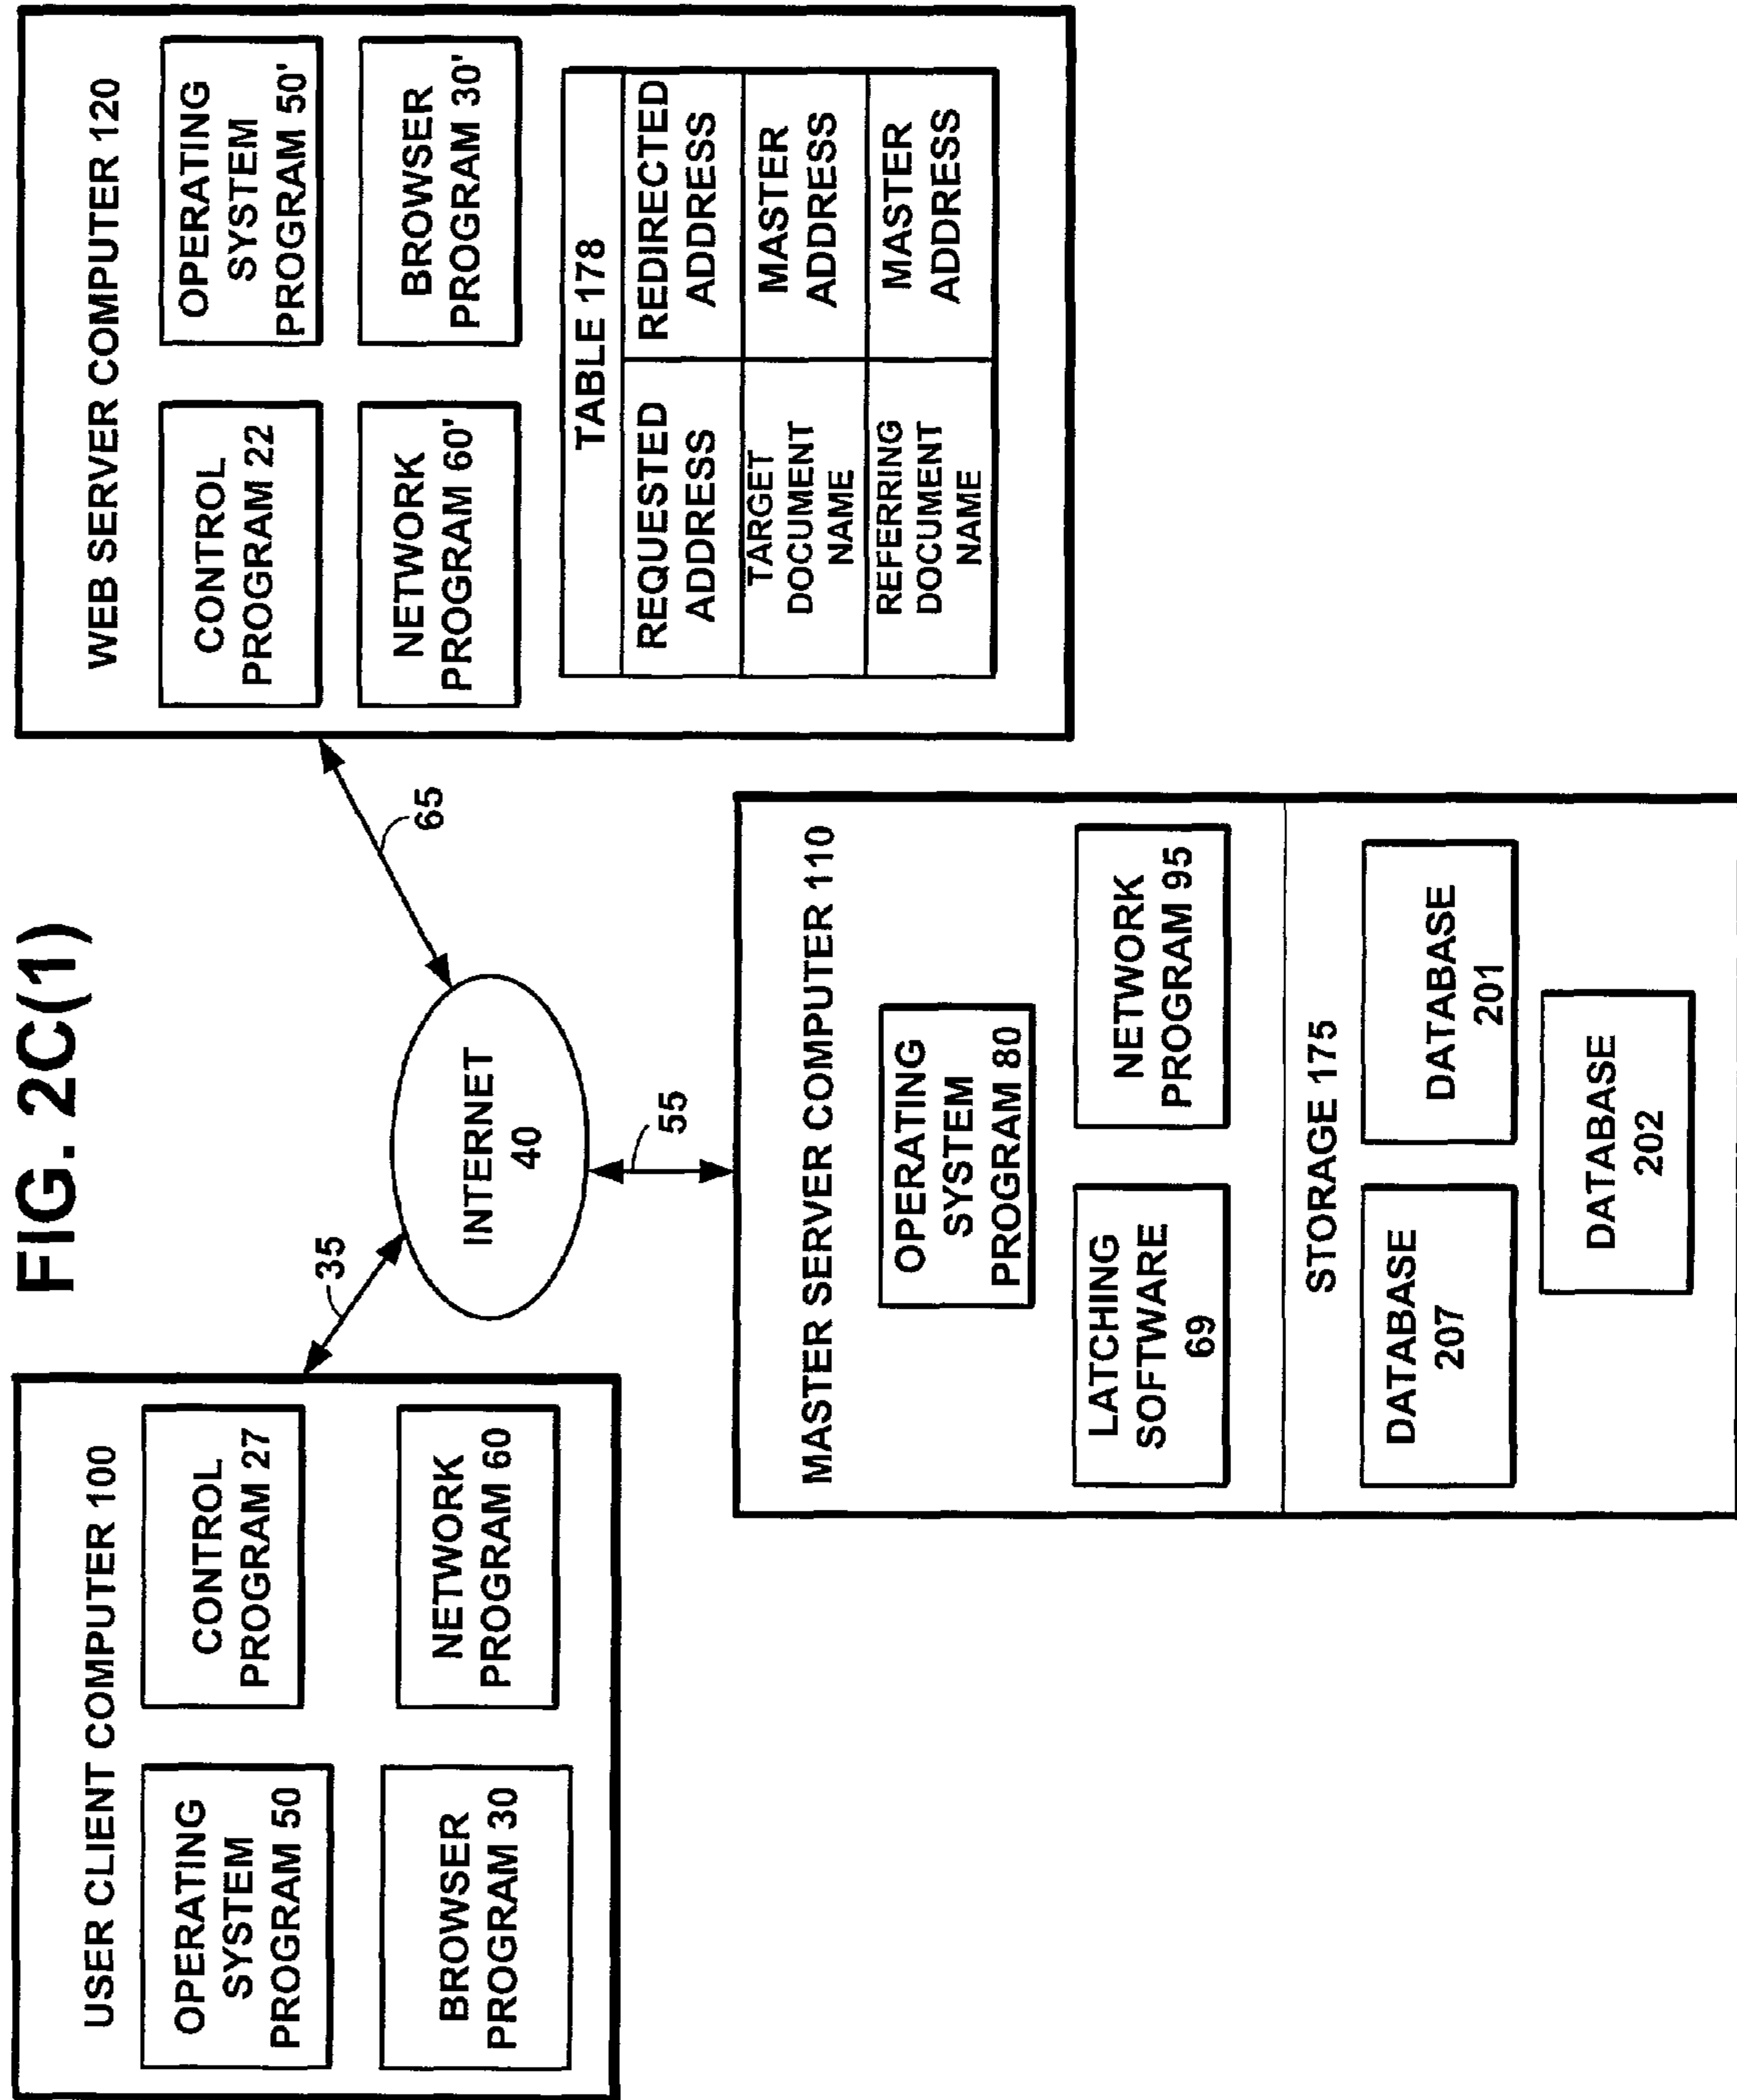 FIG. 2C(1)
USER CLIENT COMPUTER 100
OPERATING
SYSTEM
PROGRAM 50
CONTROL
PROGRAM 27
BROWSER
PROGRAM 30
NETWORK
PROGRAM 60
35
INTERNET
40
65
55
WEB SERVER COMPUTER 120
CONTROL
PROGRAM 22
OPERATING
SYSTEM
PROGRAM 50'
NETWORK
PROGRAM 60'
BROWSER
PROGRAM 30'
TABLE 178
REQUESTED
ADDRESS
REDIRECTED
ADDRESS
TARGET
DOCUMENT
NAME
MASTER
ADDRESS
REFERRING
DOCUMENT
NAME
MASTER
ADDRESS
MASTER SERVER COMPUTER 110
OPERATING
SYSTEM
PROGRAM 80
LATCHING
SOFTWARE
69
NETWORK
PROGRAM 95
STORAGE 175
DATABASE
207
DATABASE
201
DATABASE
202